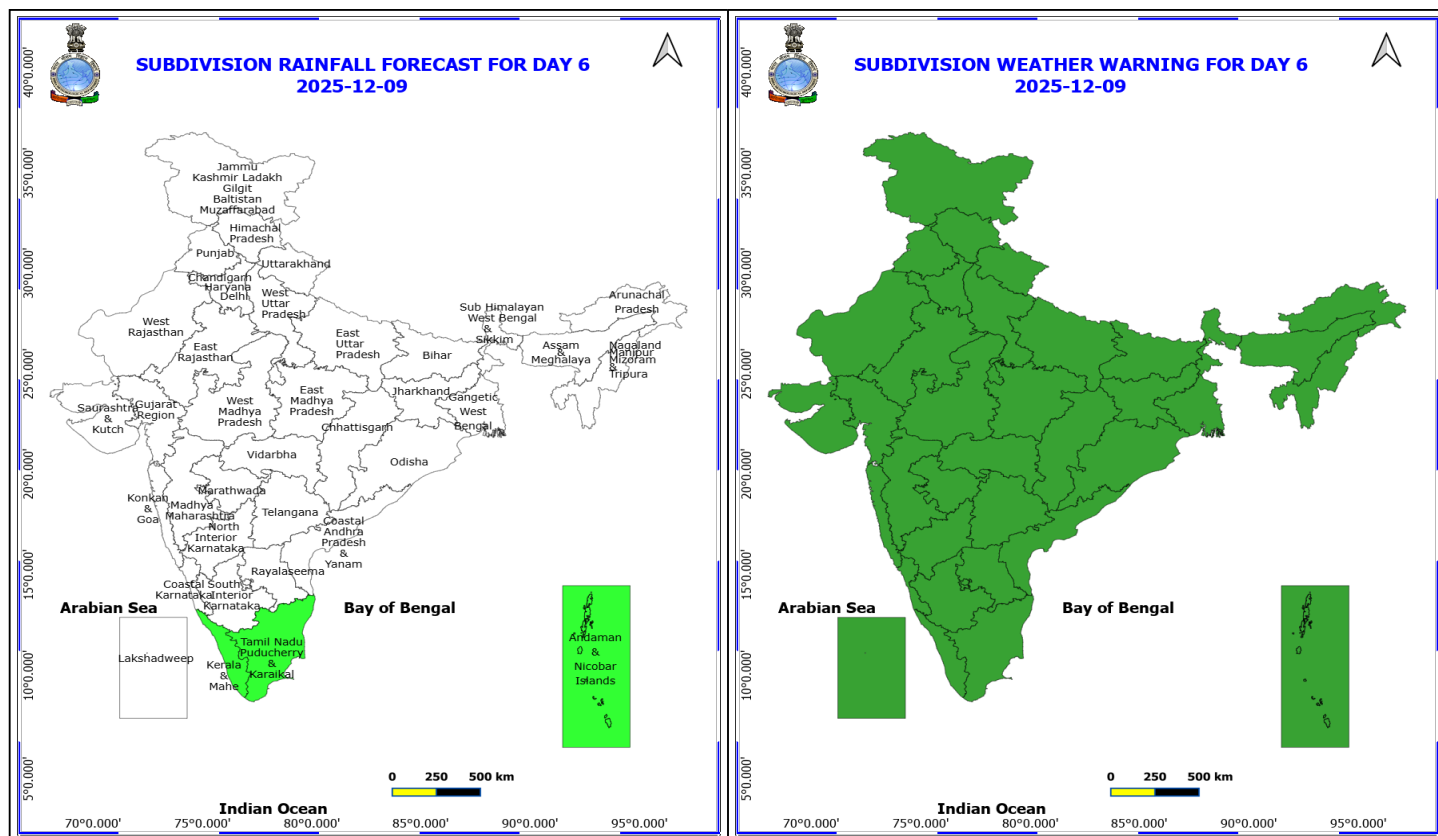 SUBDIVISION RAINFALL FORECAST FOR DAY 6
2025-12-09
40°0.000'
35°0.000'
30°0.000'
25°0.000'
20°0.000'
15°0.000'
10°0.000'
5°0.000'
Jammu
Kashmir Ladakh
Gilgit
Baltistan
Muzaffarabad
Himachal
Pradesh
Punjab
Uttarakhand
Chandigarh
Haryana
Delhi
West
Uttar
Pradesh
Sub Himalayan
West Bengal
&
Sikkim
Arunachal
Pradesh
West
Rajasthan
East
Rajasthan
East
Uttar
Pradesh
Bihar
Assam
&
Meghalaya
Nagaland
Manipur
Mizoram
&
Tripura
Saurashtra
&
Kutch
Gujarat
Region
West
Madhya
Pradesh
East
Madhya
Pradesh
Jharkhand
Gangetic
West
Bengal
Chhattisgarh
Vidarbha
Odisha
Konkan
&
Goa
Marathwada
Madhya
Maharashtra
Telangana
North
Interior
Karnataka
Coastal
Andhra
Pradesh
&
Yanam
Rayalaseema
Coastal
Karnataka
South
Interior
Karnataka
Arabian Sea
Bay of Bengal
Lakshadweep
Kerala
&
Mahe
Tamil Nadu
Puducherry
&
Karaikal
Andaman
&
Nicobar
Islands
0 250 500 km
Indian Ocean
70°0.000' 75°0.000' 80°0.000' 85°0.000' 90°0.000' 95°0.000'
SUBDIVISION WEATHER WARNING FOR DAY 6
2025-12-09
40°0.000'
35°0.000'
30°0.000'
25°0.000'
20°0.000'
15°0.000'
10°0.000'
5°0.000'
Arabian Sea
Bay of Bengal
0 250 500 km
Indian Ocean
70°0.000' 75°0.000' 80°0.000' 85°0.000' 90°0.000' 95°0.000'